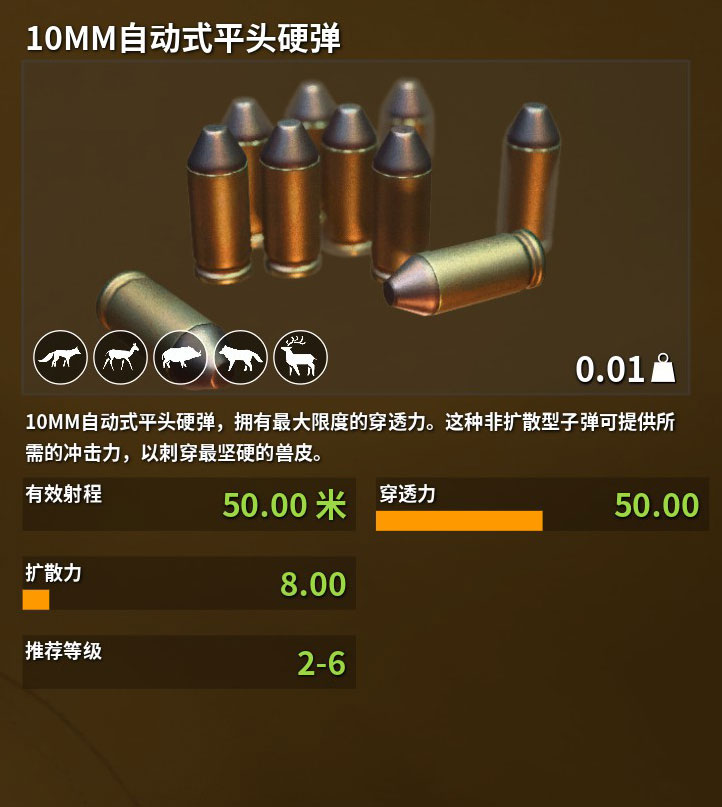 10MM自动式平头硬弹
0.01
10MM自动式平头硬弹，拥有最大限度的穿透力。这种非扩散型子弹可提供所
需的冲击力，以刺穿最坚硬的兽皮。
有效射程 50.00 米
穿透力 50.00
扩散力 8.00
推荐等级 2-6